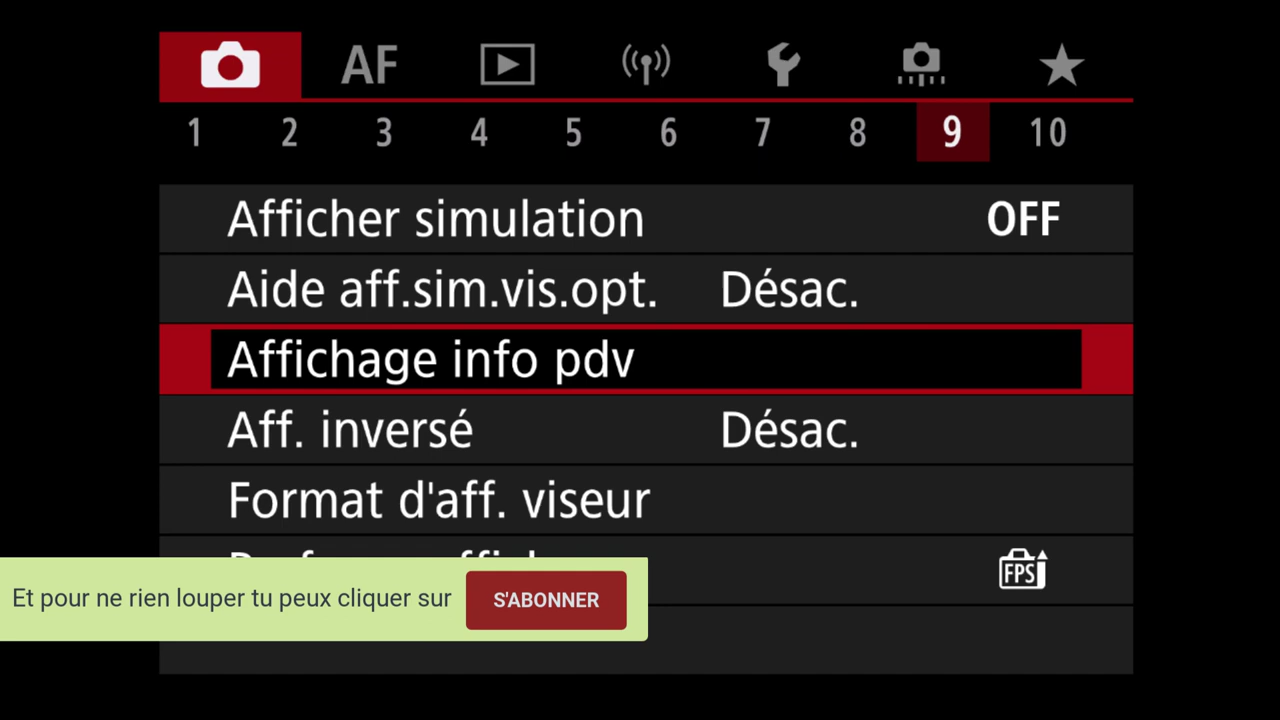 AF
1 2 3 4 5 6 7 8 9 10
Afficher simulation OFF
Aide aff.sim.vis.opt. Désac.
Affichage info pdv
Aff. inversé Désac.
Format d'aff. viseur
FPS
Et pour ne rien louper tu peux cliquer sur S'ABONNER